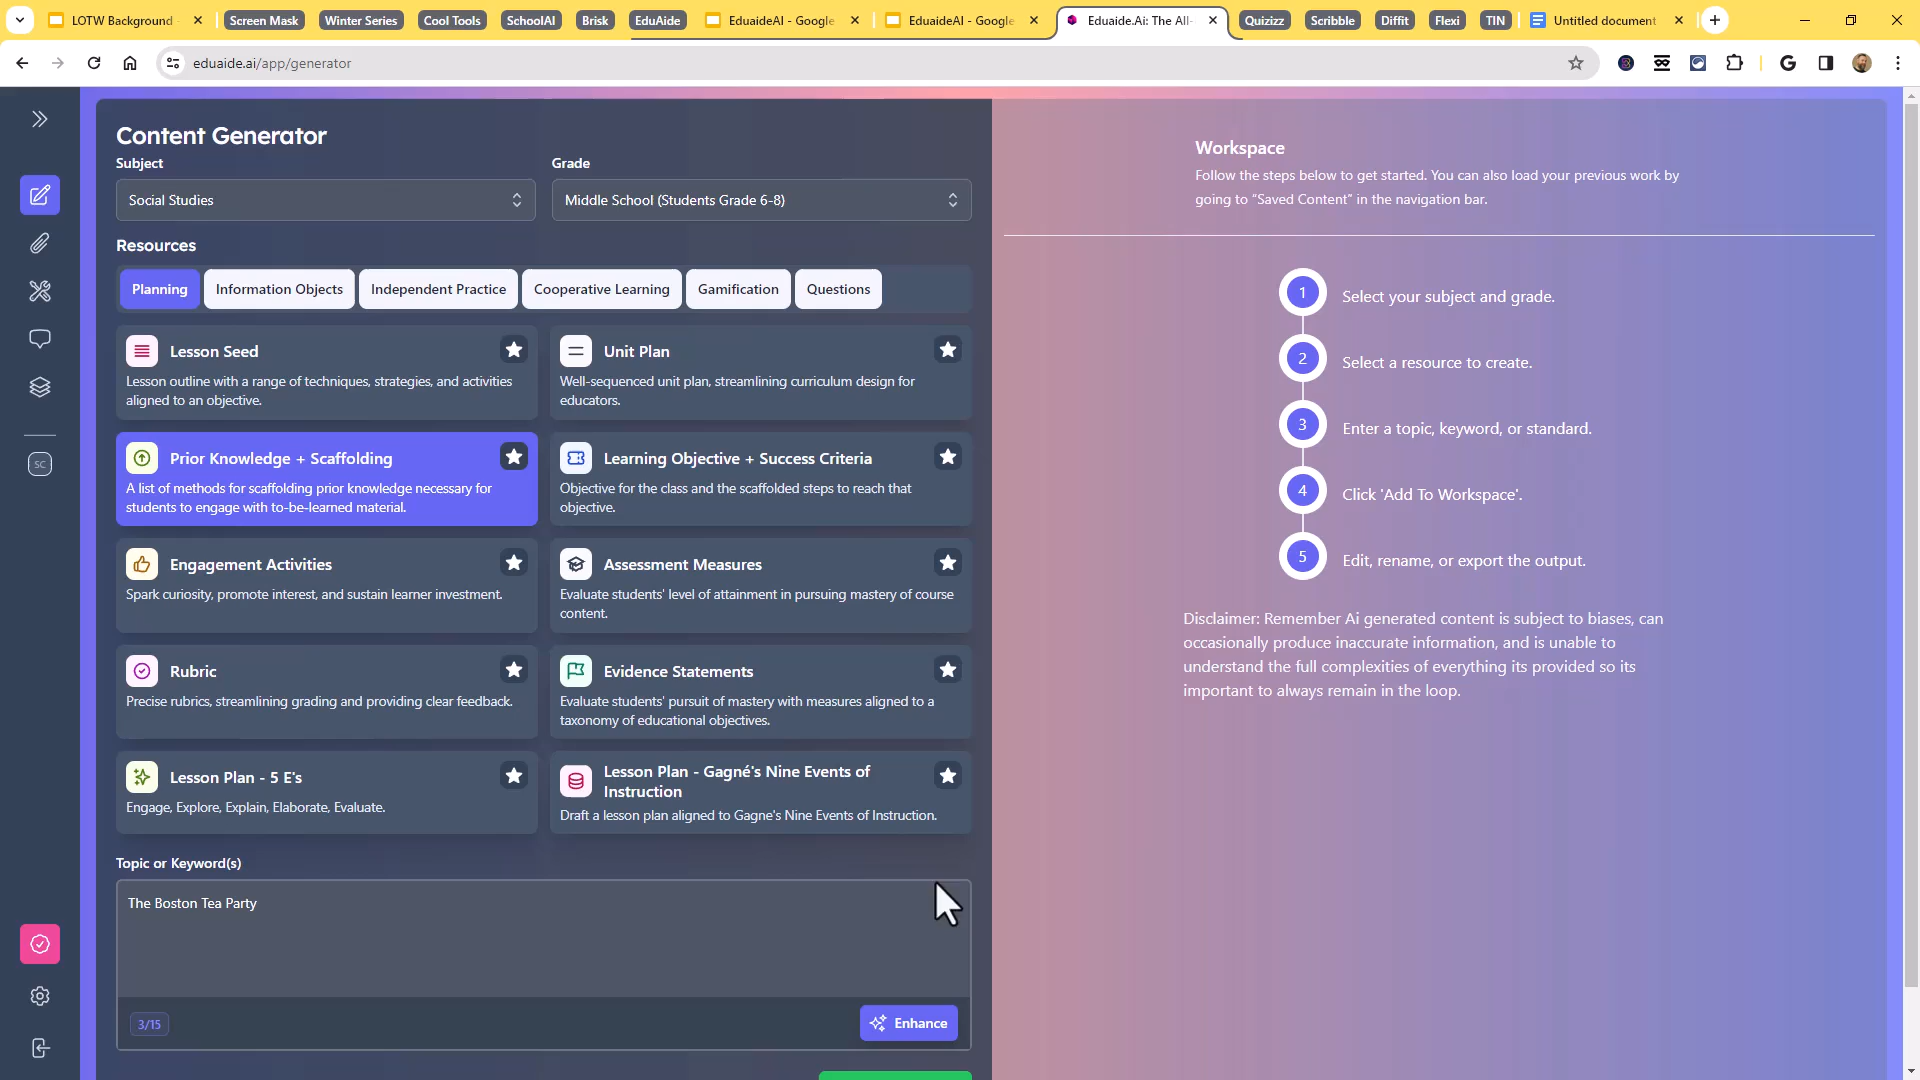 LOTW Background
Screen Mask
Winter Series
Cool Tools
SchoolAI
Brisk
EduAide
EduaideAI - Google
EduaideAI - Google
Eduaide.Ai: The All-
Quizizz
Scribble
Diffit
Flexi
TIN
Untitled document
eduaide.ai/app/generator
Content Generator
Subject
Grade
Social Studies
Middle School (Students Grade 6-8)
Resources
Planning
Information Objects
Independent Practice
Cooperative Learning
Gamification
Questions
Lesson Seed
Lesson outline with a range of techniques, strategies, and activities
aligned to an objective.
Unit Plan
Well-sequenced unit plan, streamlining curriculum design for
educators.
Prior Knowledge + Scaffolding
A list of methods for scaffolding prior knowledge necessary for
students to engage with to-be-learned material.
Learning Objective + Success Criteria
Objective for the class and the scaffolded steps to reach that
objective.
Engagement Activities
Spark curiosity, promote interest, and sustain learner investment.
Assessment Measures
Evaluate students' level of attainment in pursuing mastery of course
content.
Rubric
Precise rubrics, streamlining grading and providing clear feedback.
Evidence Statements
Evaluate students' pursuit of mastery with measures aligned to a
taxonomy of educational objectives.
Lesson Plan - 5 E's
Engage, Explore, Explain, Elaborate, Evaluate.
Lesson Plan - Gagné's Nine Events of
Instruction
Draft a lesson plan aligned to Gagne's Nine Events of Instruction.
Topic or Keyword(s)
The Boston Tea Party
3/15
Enhance
SC
Workspace
Follow the steps below to get started. You can also load your previous work by
going to “Saved Content” in the navigation bar.
1 Select your subject and grade.
2 Select a resource to create.
3 Enter a topic, keyword, or standard.
4 Click 'Add To Workspace'.
5 Edit, rename, or export the output.
Disclaimer: Remember Ai generated content is subject to biases, can
occasionally produce inaccurate information, and is unable to
understand the full complexities of everything its provided so its
important to always remain in the loop.